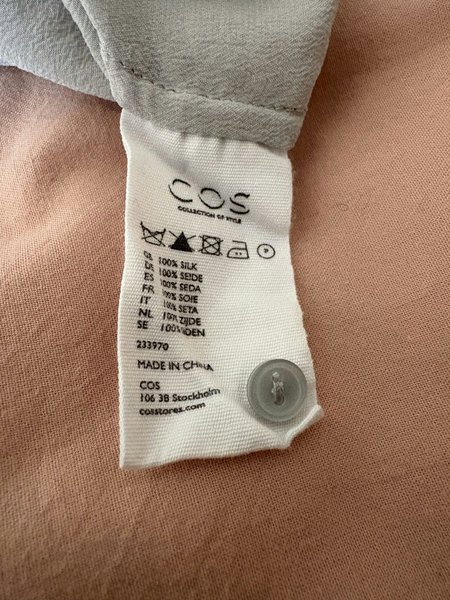 COS
COLLECTION OF STYLE
P
GB 100% SILK
DE 100% SEIDE
ES 100% SEDA
FR 100% SOIE
IT 100% SETA
NL 100% ZIJDE
SE 100%
233970
MADE IN CHINA
COS
106 38 Stockholm
cosstores.com